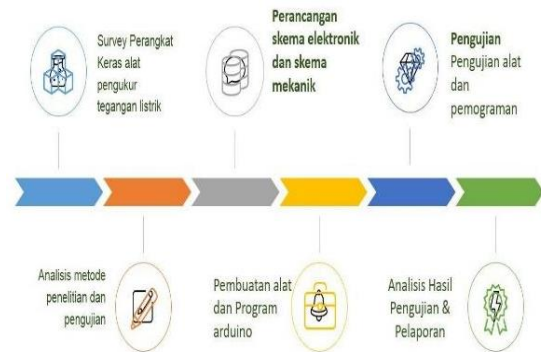 Survey Perangkat
Keras alat
pengukur
tegangan listrik
Perancangan
skema elektronik
dan skema
mekanik
Pengujian
Pengujian alat
dan
pemograman
Analisis metode
penelitian dan
pengujian
Pembuatan alat
dan Program
arduino
Analisis Hasil
Pengujian &
Pelaporan